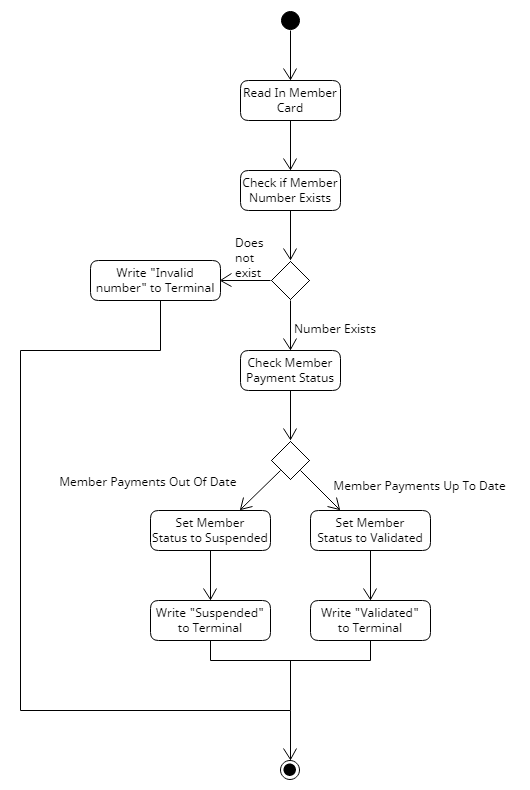 Read In Member
Card
Check if Member
Number Exists
Does
not
exist
Write "Invalid
number" to Terminal
Number Exists
Check Member
Payment Status
Member Payments Out Of Date
Member Payments Up To Date
Set Member
Status to Suspended
Set Member
Status to Validated
Write "Suspended"
to Terminal
Write "Validated"
to Terminal